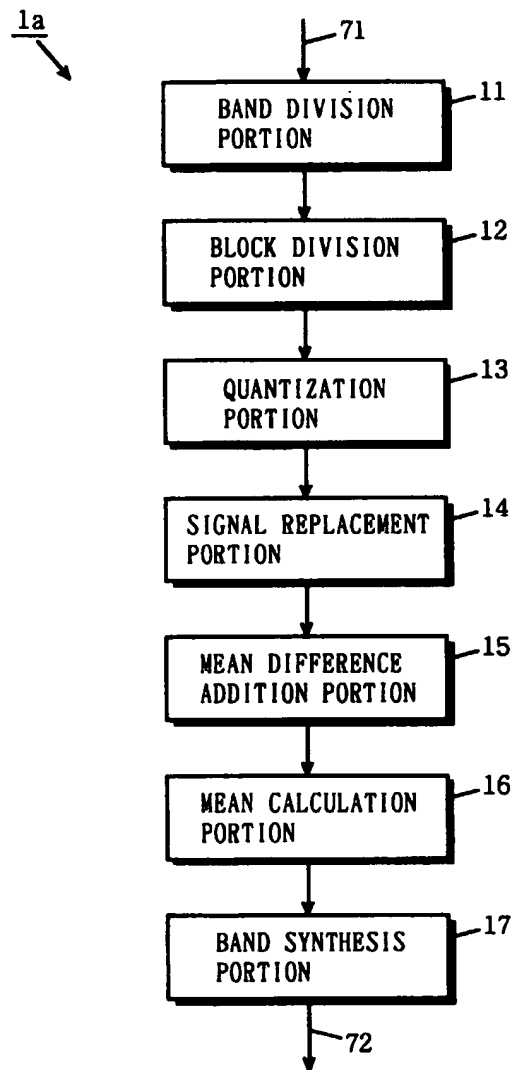 1a
71
BAND DIVISION
PORTION
11
BLOCK DIVISION
PORTION
12
QUANTIZATION
PORTION
13
SIGNAL REPLACEMENT
PORTION
14
MEAN DIFFERENCE
ADDITION PORTION
15
MEAN CALCULATION
PORTION
16
BAND SYNTHESIS
PORTION
17
72